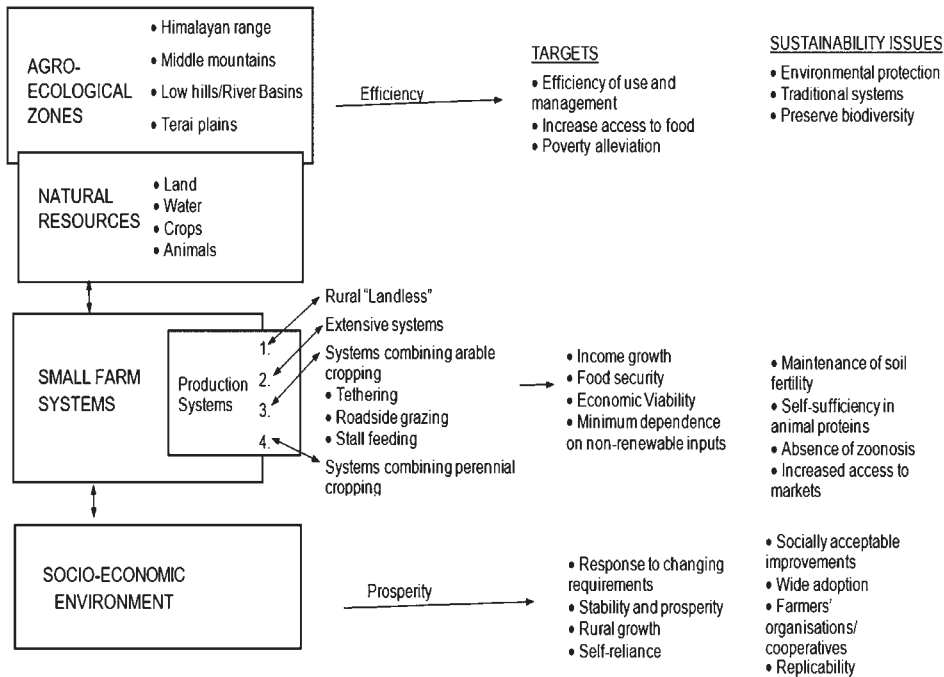 AGRO-
ECOLOGICAL
ZONES
• Himalayan range
• Middle mountains
• Low hills/River Basins
• Terai plains
Efficiency
TARGETS
• Efficiency of use and
management
• Increase access to food
• Poverty alleviation
SUSTAINABILITY ISSUES
• Environmental protection
• Traditional systems
• Preserve biodiversity
NATURAL
RESOURCES
• Land
• Water
• Crops
• Animals
SMALL FARM
SYSTEMS
Production
Systems
1.
2.
3.
4.
Rural “Landless”
Extensive systems
Systems combining arable
cropping
• Tethering
• Roadside grazing
• Stall feeding
Systems combining perennial
cropping
• Income growth
• Food security
• Economic Viability
• Minimum dependence
on non-renewable inputs
• Maintenance of soil
fertility
• Self-sufficiency in
animal proteins
• Absence of zoonosis
• Increased access to
markets
SOCIO-ECONOMIC
ENVIRONMENT
Prosperity
• Response to changing
requirements
• Stability and prosperity
• Rural growth
• Self-reliance
• Socially acceptable
improvements
• Wide adoption
• Farmers’
organisations/
cooperatives
• Replicability